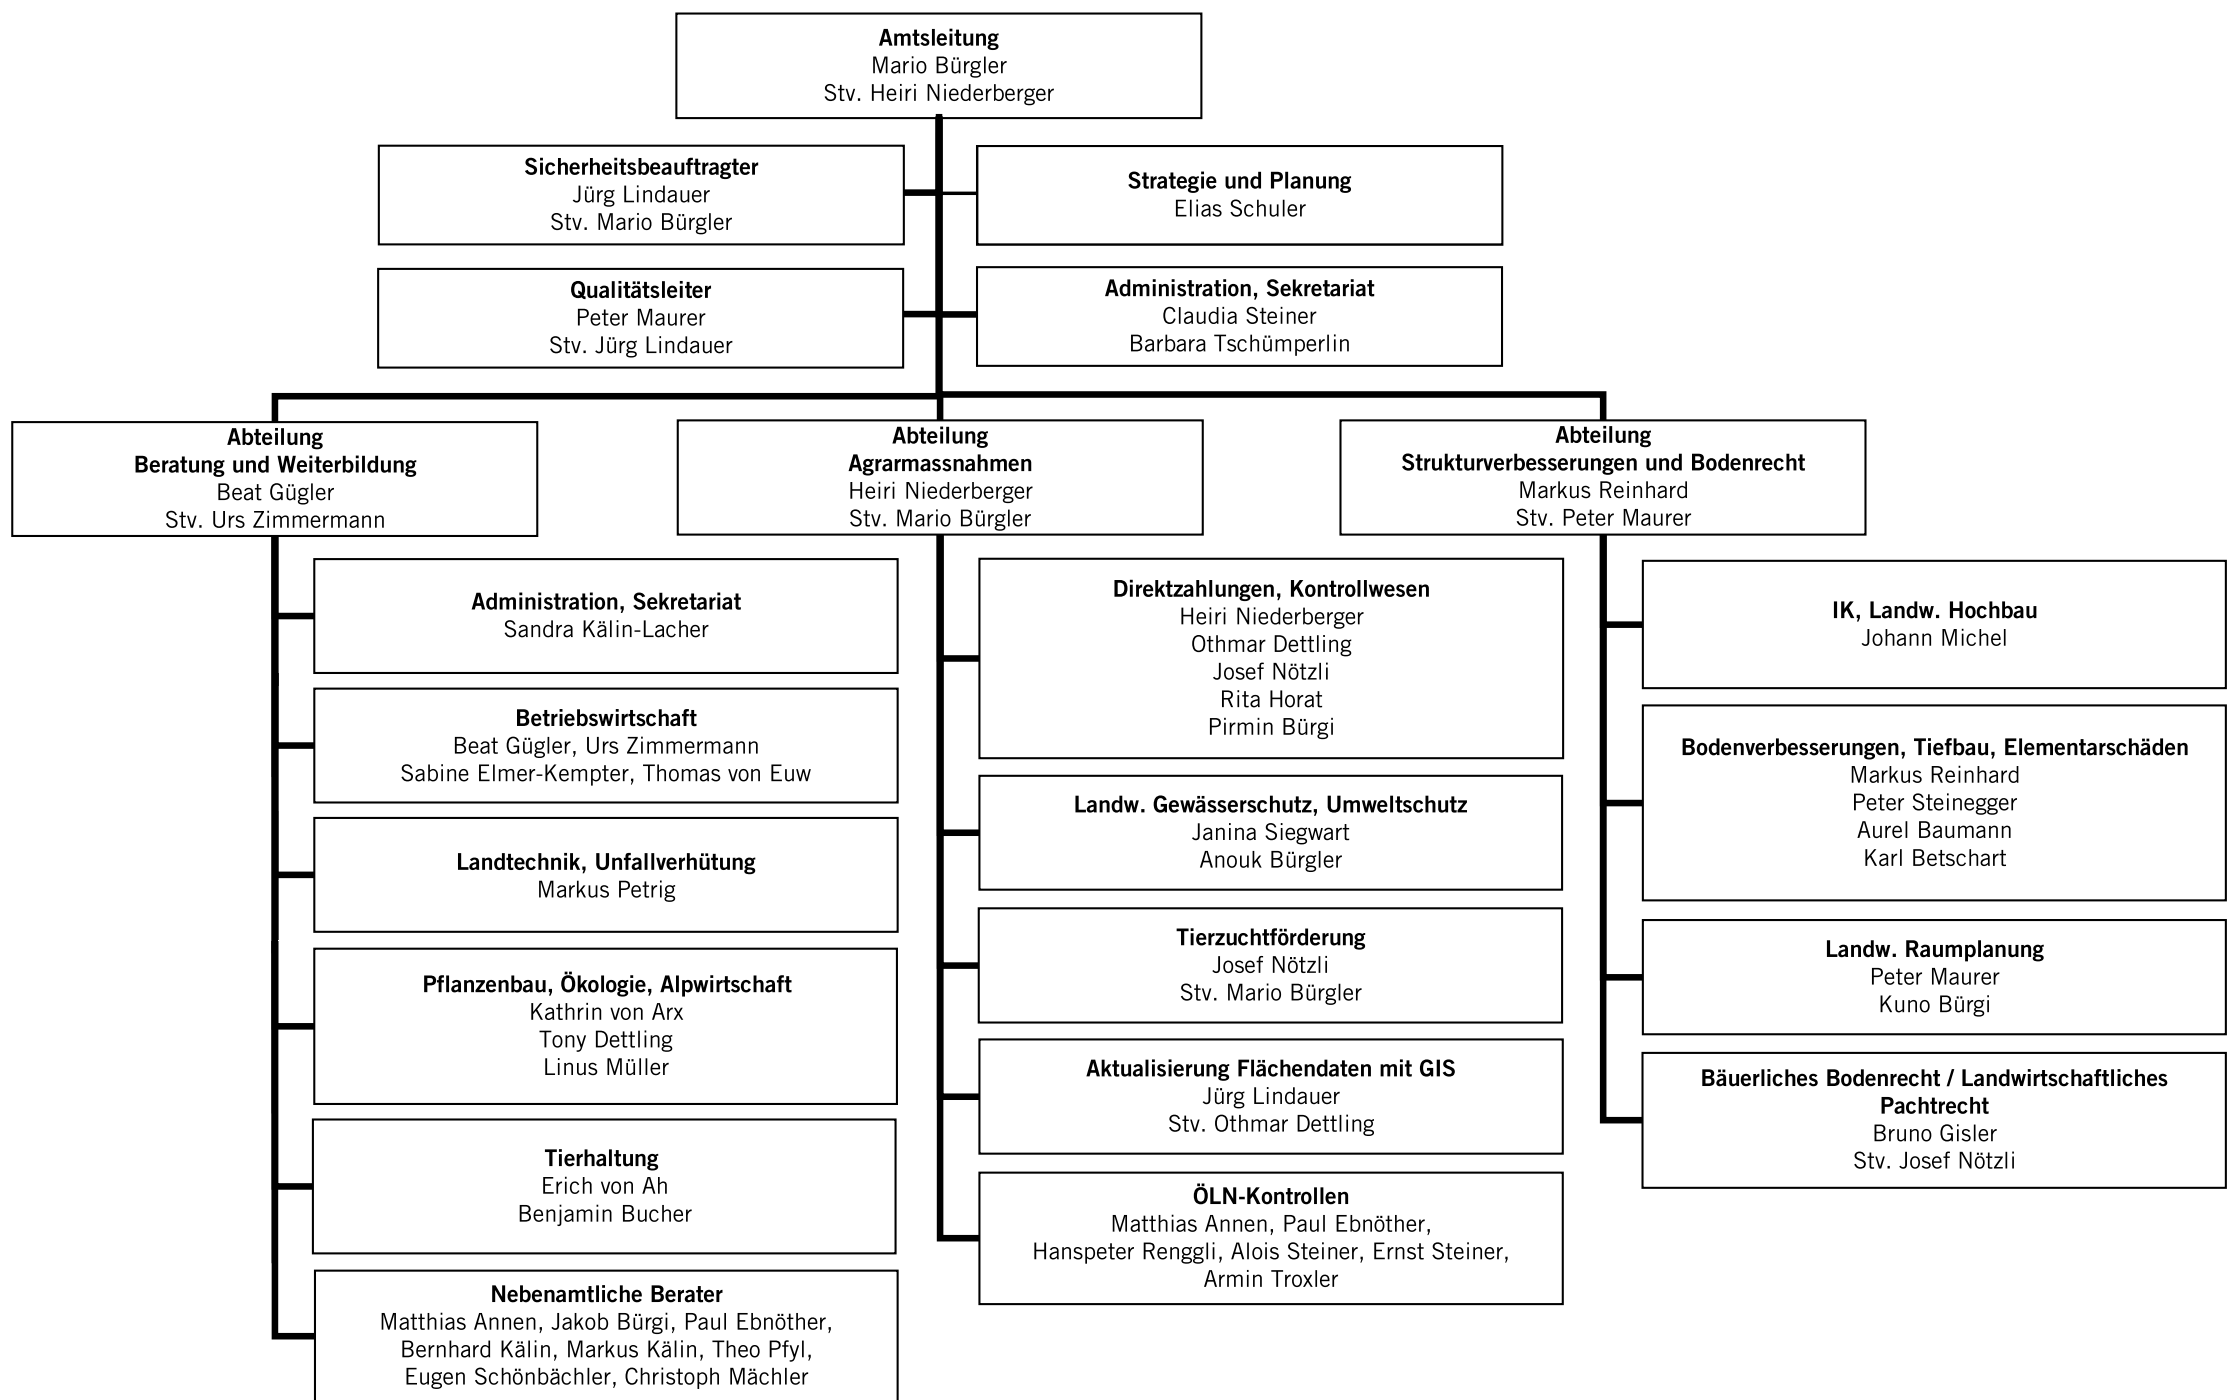 Amtsleitung
Mario Bürgler
Stv. Heiri Niederberger
Sicherheitsbeauftragter
Jürg Lindauer
Stv. Mario Bürgler
Strategie und Planung
Elias Schuler
Qualitätsleiter
Peter Maurer
Stv. Jürg Lindauer
Administration, Sekretariat
Claudia Steiner
Barbara Tschümperlin
Abteilung
Beratung und Weiterbildung
Beat Gügler
Stv. Urs Zimmermann
Abteilung
Agrarmassnahmen
Heiri Niederberger
Stv. Mario Bürgler
Abteilung
Strukturverbesserungen und Bodenrecht
Markus Reinhard
Stv. Peter Maurer
Administration, Sekretariat
Sandra Kälin-Lacher
Betriebswirtschaft
Beat Gügler, Urs Zimmermann
Sabine Elmer-Kempter, Thomas von Euw
Landtechnik, Unfallverhütung
Markus Petrig
Pflanzenbau, Ökologie, Alpwirtschaft
Kathrin von Arx
Tony Dettling
Linus Müller
Tierhaltung
Erich von Ah
Benjamin Bucher
Nebenamtliche Berater
Matthias Annen, Jakob Bürgi, Paul Ebnöther,
Bernhard Kälin, Markus Kälin, Theo Pfyl,
Eugen Schönbächler, Christoph Mächler
Direktzahlungen, Kontrollwesen
Heiri Niederberger
Othmar Dettling
Josef Nötzli
Rita Horat
Pirmin Bürgi
Landw. Gewässerschutz, Umweltschutz
Janina Siegwart
Anouk Bürgler
Tierzuchtförderung
Josef Nötzli
Stv. Mario Bürgler
Aktualisierung Flächendaten mit GIS
Jürg Lindauer
Stv. Othmar Dettling
ÖLN-Kontrollen
Matthias Annen, Paul Ebnöther,
Hanspeter Renggli, Alois Steiner, Ernst Steiner,
Armin Troxler
IK, Landw. Hochbau
Johann Michel
Bodenverbesserungen, Tiefbau, Elementarschäden
Markus Reinhard
Peter Steinegger
Aurel Baumann
Karl Betschart
Landw. Raumplanung
Peter Maurer
Kuno Bürgi
Bäuerliches Bodenrecht / Landwirtschaftliches
Pachtrecht
Bruno Gisler
Stv. Josef Nötzli